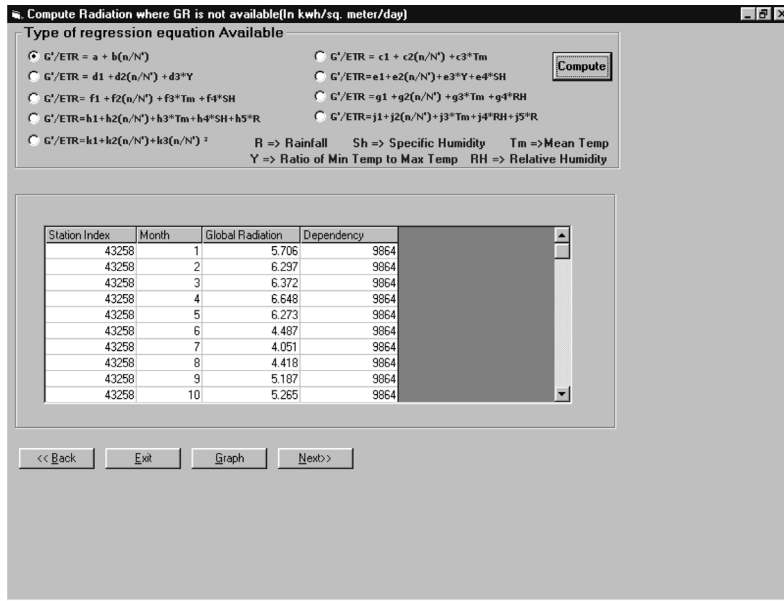 Compute Radiation where GR is not available(In kwh/sq. meter/day)
Type of regression equation Available
G'/ETR = a + b(n/N')
G'/ETR = c1 + c2(n/N') +c3*Tm
Compute
G'/ETR = d1 +d2(n/N') +d3*Y
G'/ETR=e1+e2(n/N')+e3*Y+e4*SH
G'/ETR= f1 +f2(n/N') +f3*Tm +f4*SH
G'/ETR =g1 +g2(n/N') +g3*Tm +g4*RH
G'/ETR=h1+h2(n/N')+h3*Tm+h4*SH+h5*R
G'/ETR=j1+j2(n/N')+j3*Tm+j4*RH+j5*R
G'/ETR=k1+k2(n/N')+k3(n/N') ²
R => Rainfall Sh => Specific Humidity Tm =>Mean Temp
Y => Ratio of Min Temp to Max Temp RH => Relative Humidity
Station Index Month Global Radiation Dependency
43258 1 5.706 9864
43258 2 6.297 9864
43258 3 6.372 9864
43258 4 6.648 9864
43258 5 6.273 9864
43258 6 4.487 9864
43258 7 4.051 9864
43258 8 4.418 9864
43258 9 5.187 9864
43258 10 5.265 9864
<< Back Exit Graph Next>>